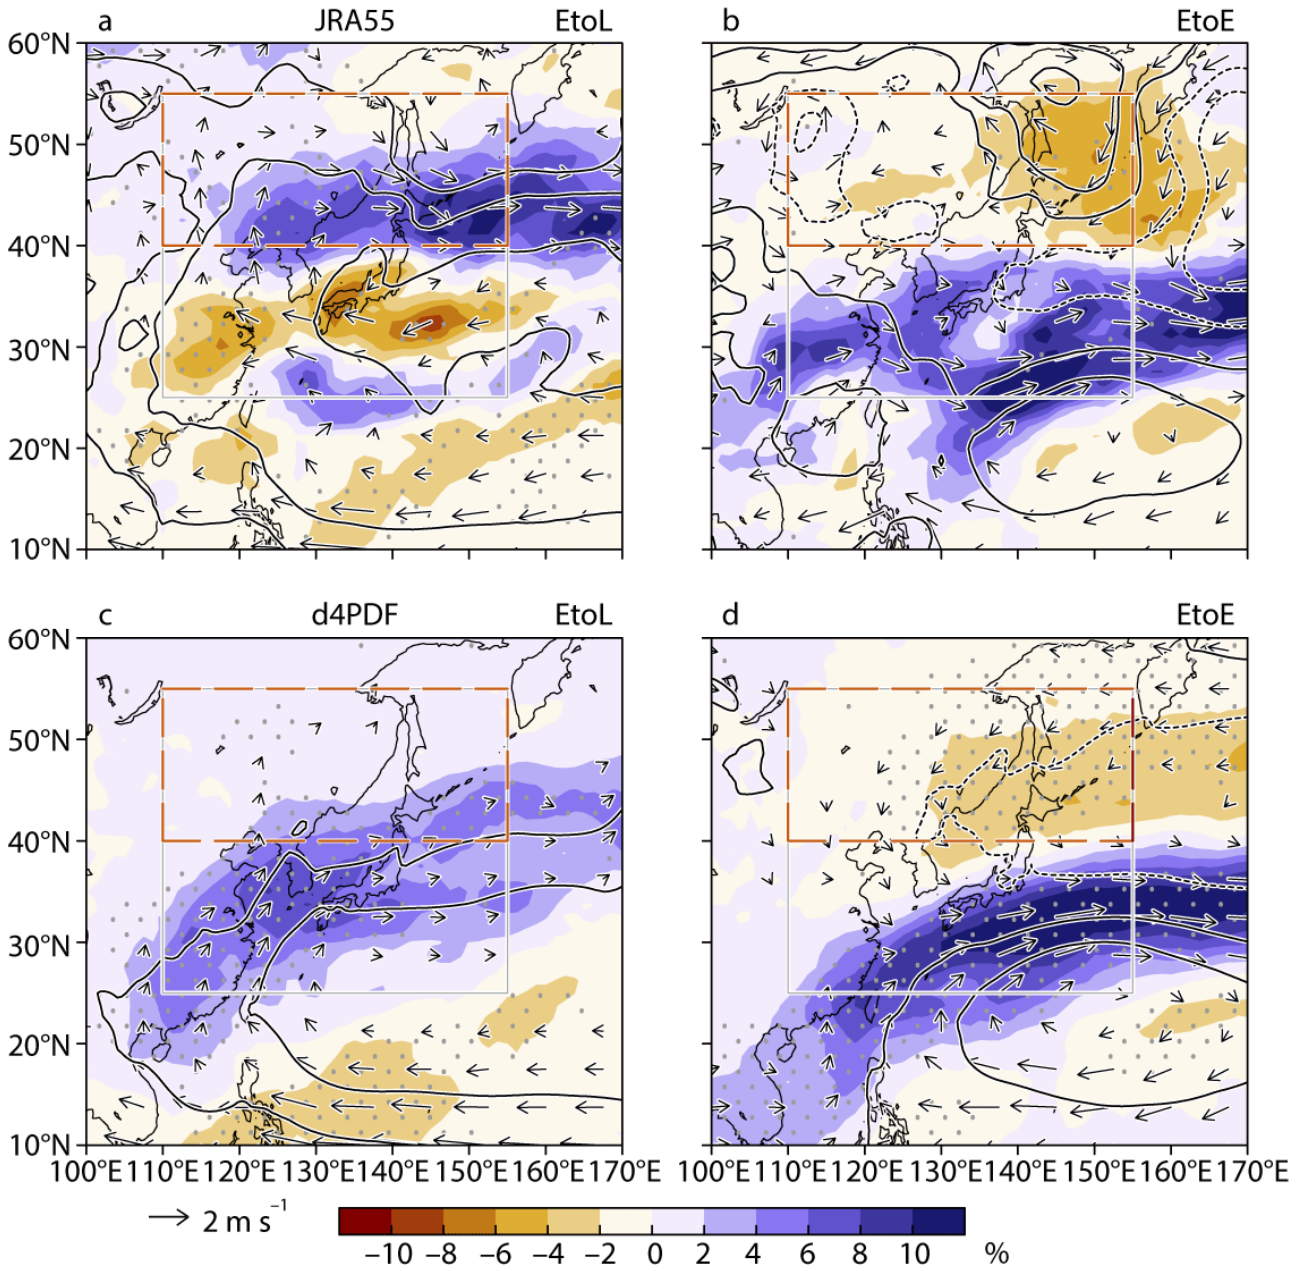 a JRA55 EtoL b EtoE
60°N
50°N
40°N
30°N
20°N
10°N
c d4PDF EtoL d EtoE
60°N
50°N
40°N
30°N
20°N
10°N
100°E 110°E 120°E 130°E 140°E 150°E 160°E 170°E 100°E 110°E 120°E 130°E 140°E 150°E 160°E 170°E
2 m s⁻¹
−10 −8 −6 −4 −2 0 2 4 6 8 10 %